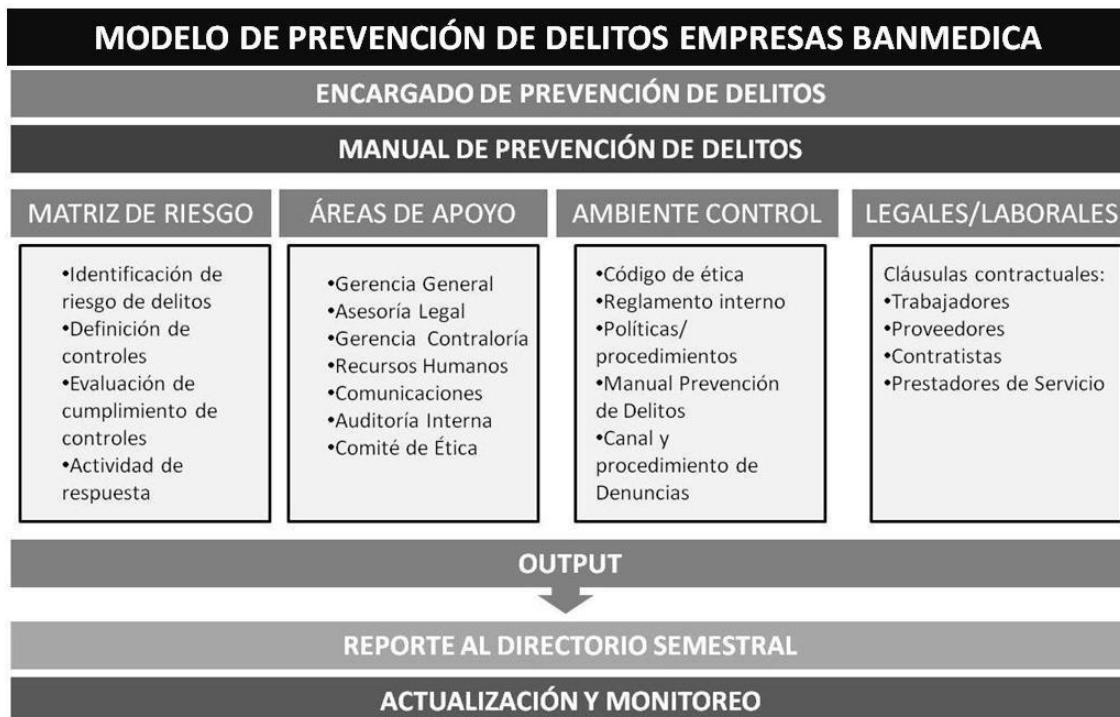 MODELO DE PREVENCIÓN DE DELITOS EMPRESAS BANMEDICA
ENCARGADO DE PREVENCIÓN DE DELITOS
MANUAL DE PREVENCIÓN DE DELITOS
MATRIZ DE RIESGO
•Identificación de
riesgo de delitos
•Definición de
controles
•Evaluación de
cumplimiento de
controles
•Actividad de
respuesta
ÁREAS DE APOYO
•Gerencia General
•Asesoría Legal
•Gerencia Contraloría
•Recursos Humanos
•Comunicaciones
•Auditoría Interna
•Comité de Ética
AMBIENTE CONTROL
•Código de ética
•Reglamento interno
•Políticas/
procedimientos
•Manual Prevención
de Delitos
•Canal y
procedimiento de
Denuncias
LEGALES/LABORALES
Cláusulas contractuales:
•Trabajadores
•Proveedores
•Contratistas
•Prestadores de Servicio
OUTPUT
REPORTE AL DIRECTORIO SEMESTRAL
ACTUALIZACIÓN Y MONITOREO